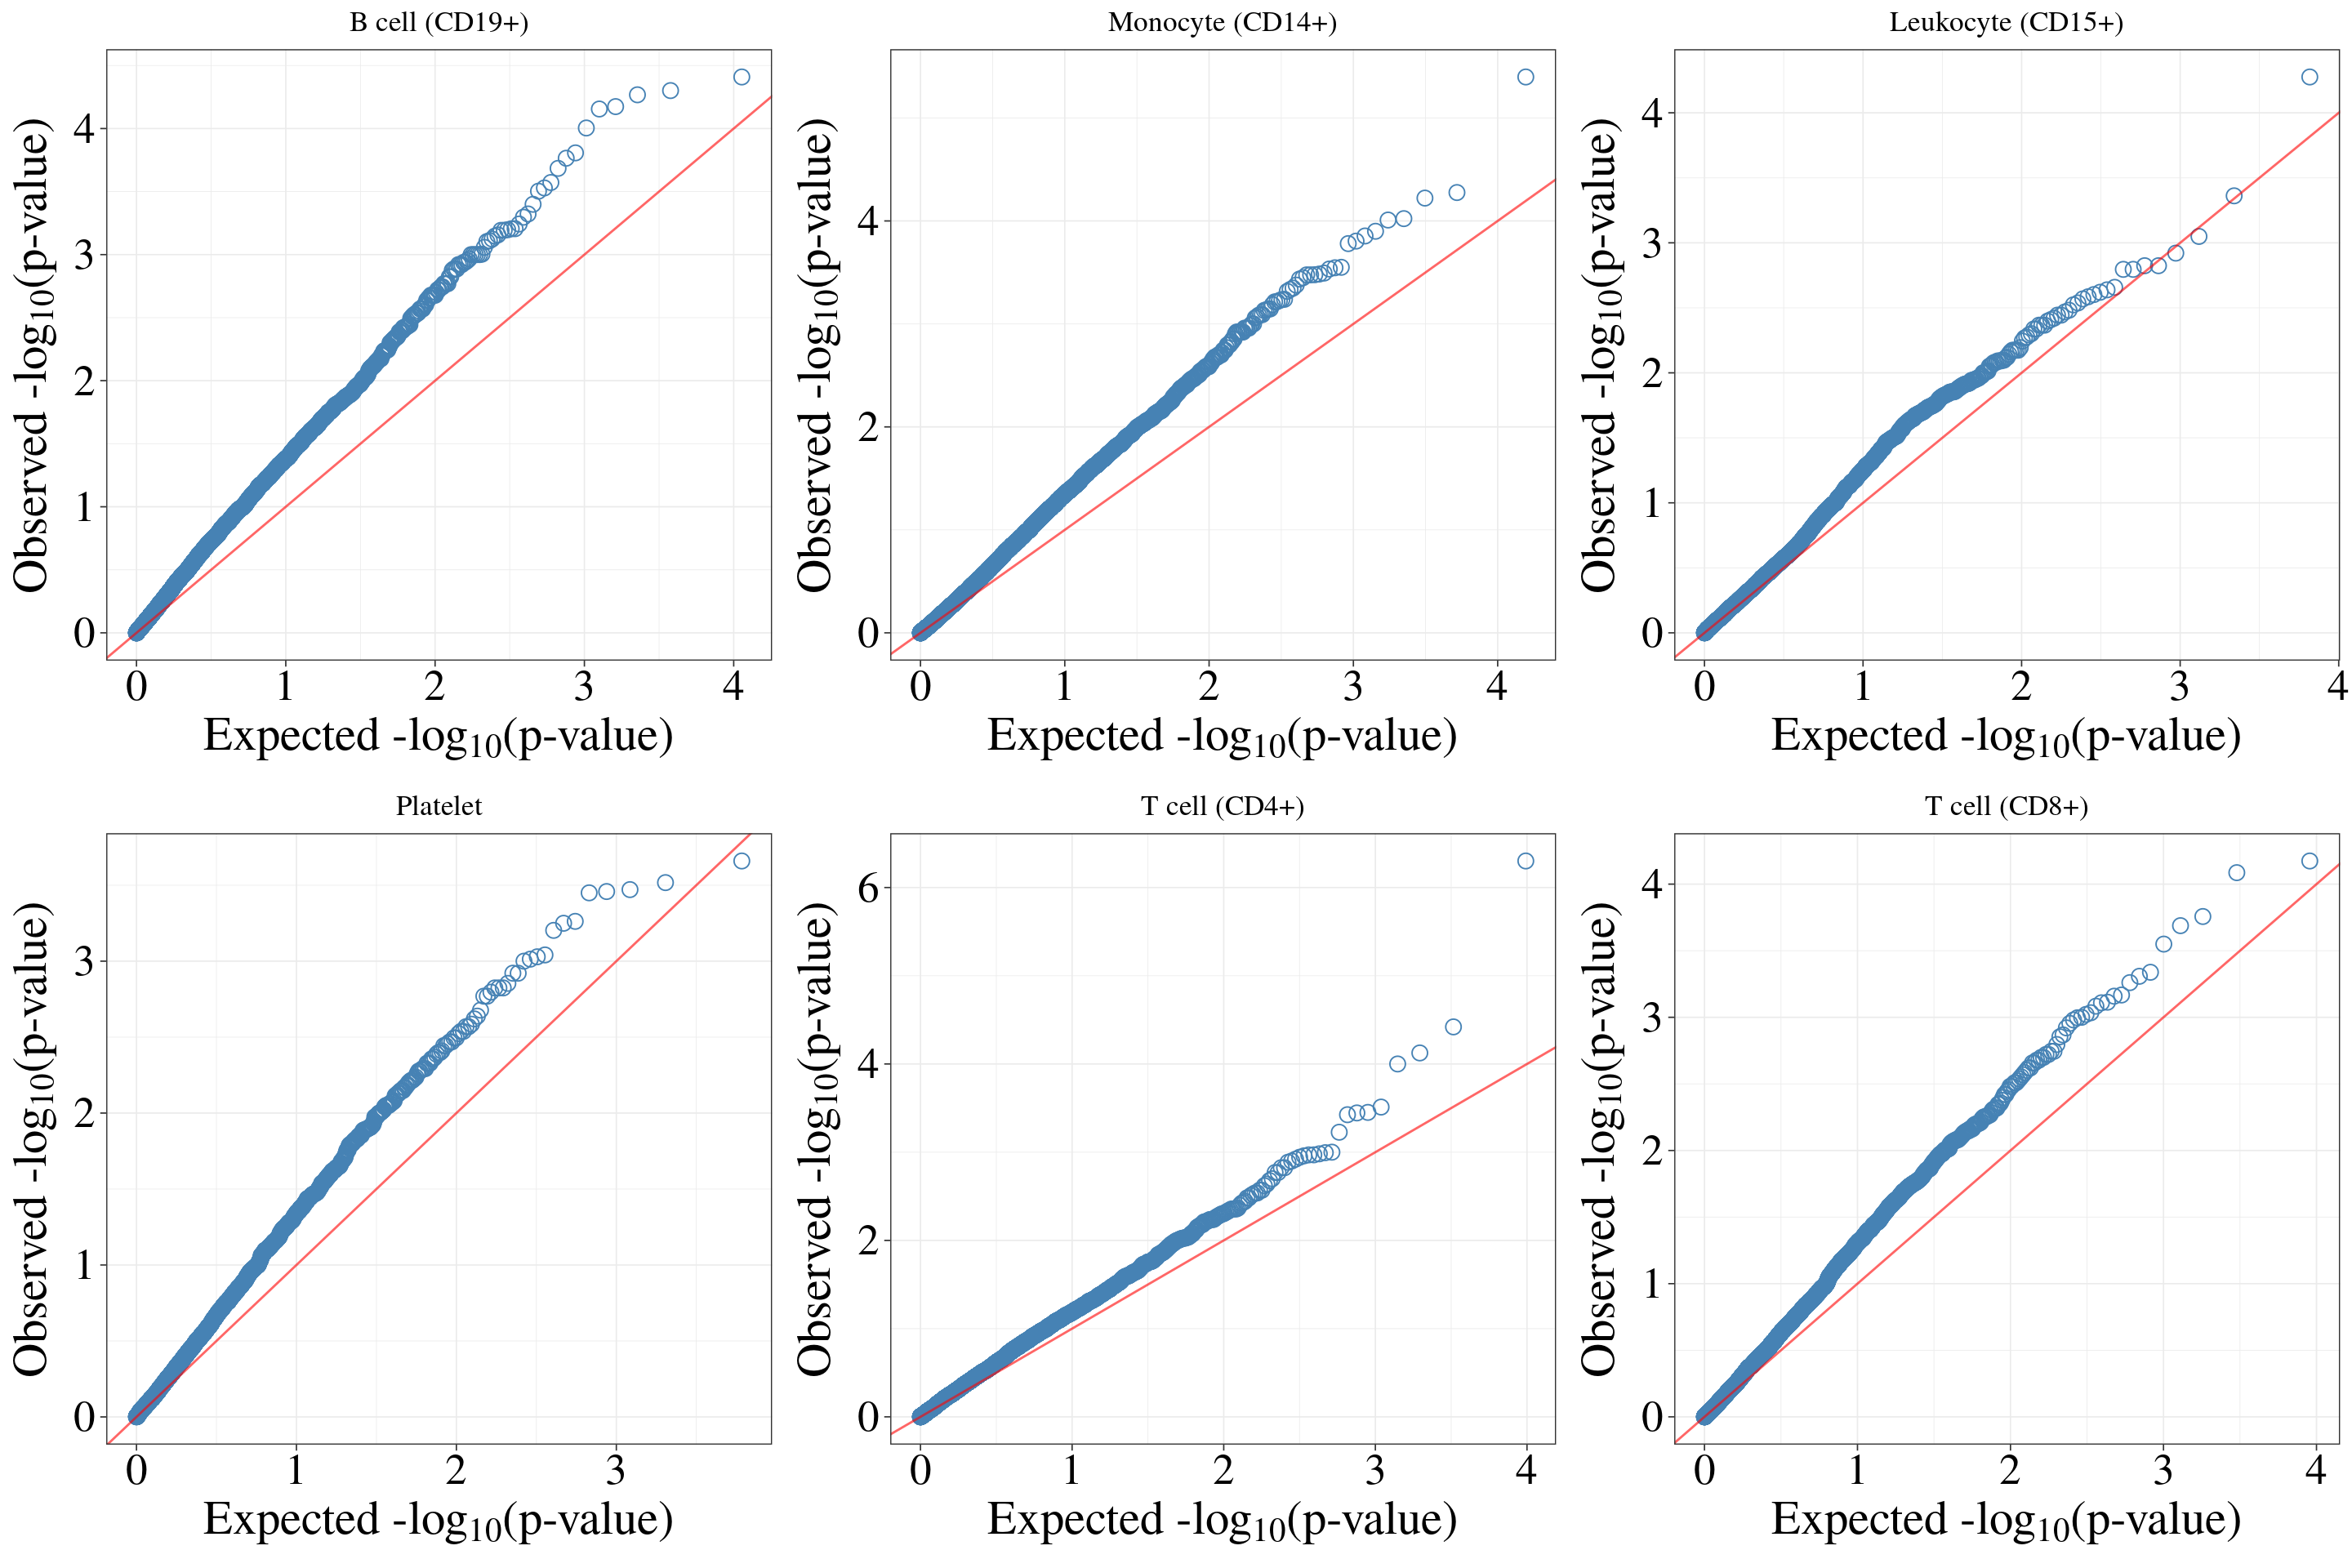 B cell (CD19+)
Observed -log10(p-value)
4
3
2
1
0
0 1 2 3 4
Expected -log10(p-value)
Monocyte (CD14+)
Observed -log10(p-value)
4
2
0
0 1 2 3 4
Expected -log10(p-value)
Leukocyte (CD15+)
Observed -log10(p-value)
4
3
2
1
0
0 1 2 3 4
Expected -log10(p-value)
Platelet
Observed -log10(p-value)
3
2
1
0
0 1 2 3
Expected -log10(p-value)
T cell (CD4+)
Observed -log10(p-value)
6
4
2
0
0 1 2 3 4
Expected -log10(p-value)
T cell (CD8+)
Observed -log10(p-value)
4
3
2
1
0
0 1 2 3 4
Expected -log10(p-value)